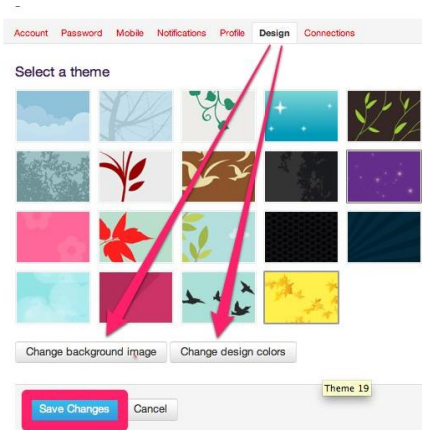 Account Password Mobile Notifications Profile Design Connections
Select a theme
Change background image Change design colors
Theme 19
Save Changes Cancel